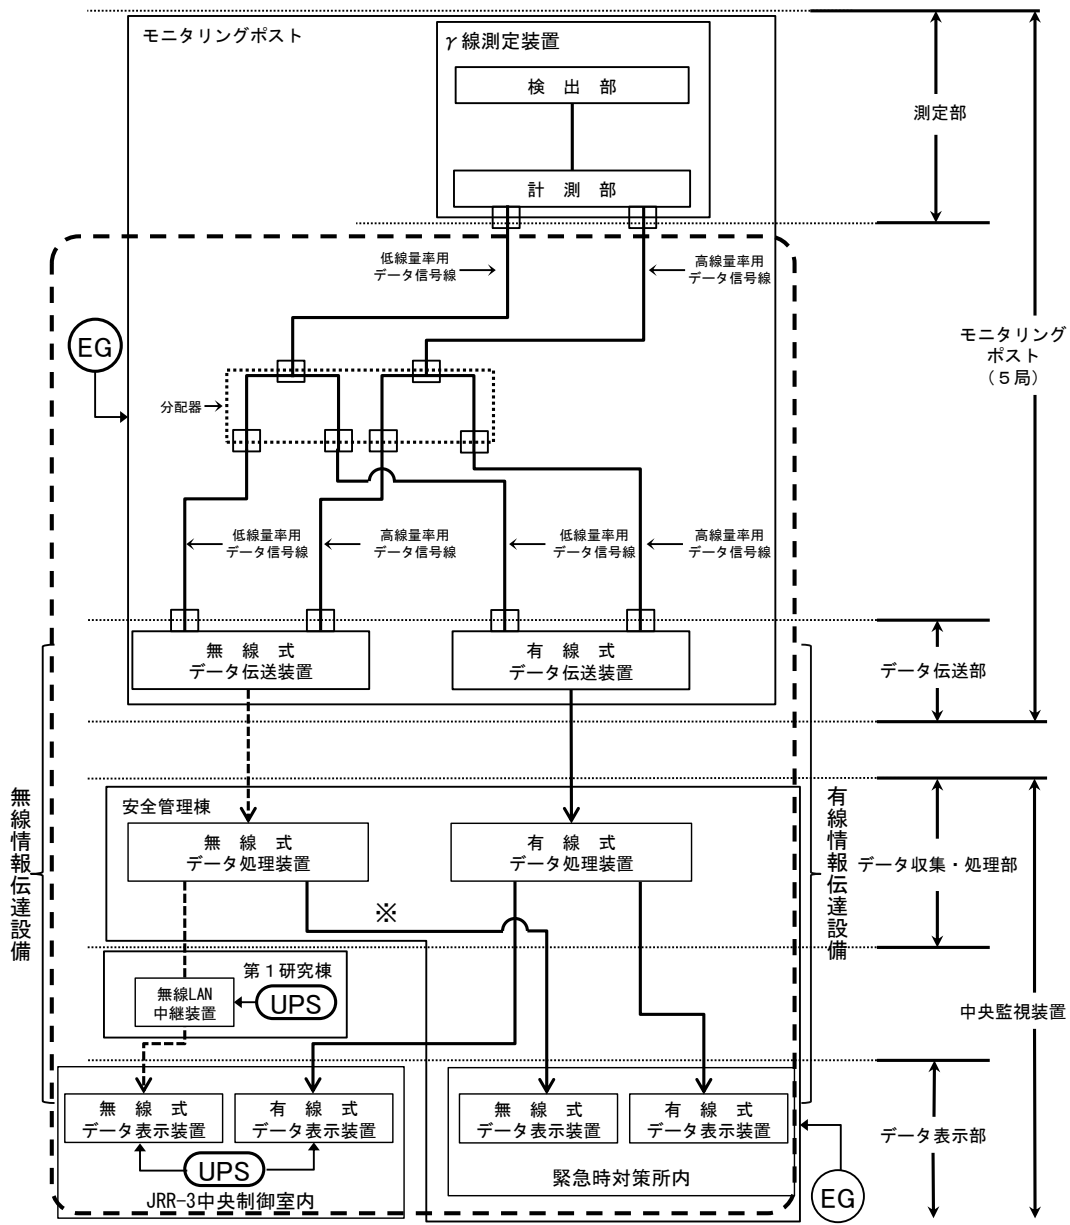 モニタリングポスト
γ線測定装置
検 出 部
測定部
計 測 部
低線量率用
データ信号線
高線量率用
データ信号線
EG
モニタリング
ポスト
（５局）
分配器
低線量率用
データ信号線
高線量率用
データ信号線
低線量率用
データ信号線
高線量率用
データ信号線
無 線 式
データ伝送装置
有 線 式
データ伝送装置
データ伝送部
無線情報伝達設備
有線情報伝達設備
安全管理棟
無 線 式
データ処理装置
有 線 式
データ処理装置
データ収集・処理部
※
第１研究棟
無線LAN
中継装置
UPS
中央監視装置
無 線 式
データ表示装置
有 線 式
データ表示装置
無 線 式
データ表示装置
有 線 式
データ表示装置
データ表示部
UPS
JRR-3中央制御室内
緊急時対策所内
EG